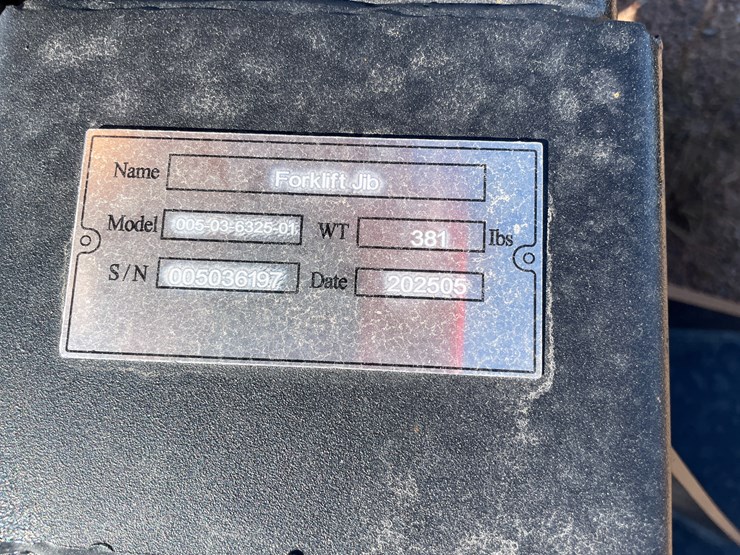 Name Forklift Jib
Model 005-03-6325-01 WT 381 lbs
S/N 005036197 Date 202505